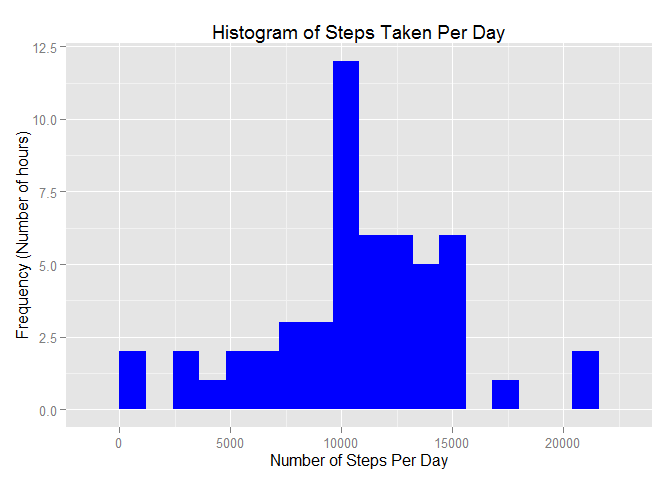 Histogram of Steps Taken Per Day
12.5
10.0
7.5
5.0
2.5
0.0
Frequency (Number of hours)
0 5000 10000 15000 20000
Number of Steps Per Day